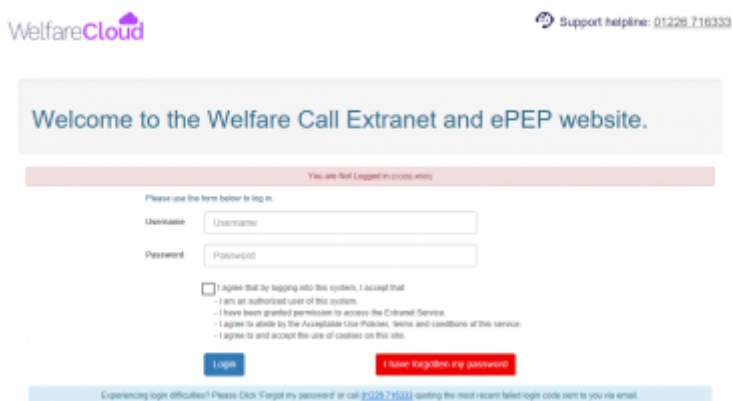 WelfareCloud
Support helpline: 01226 716333
Welcome to the Welfare Call Extranet and ePEP website.
You are Not Logged in
Please use the form below to log in.
Username
Username
Password
Password
I agree that by logging into this system, I accept that
- I am an authorised user of this system.
- I have been granted permission to access the Extranet Service.
- I agree to abide by the Acceptable Use Policies, terms and conditions of this service.
- I agree to and accept the use of cookies on this site.
Login
I have forgotten my password
Experiencing login difficulties? Please Click 'Forgot my password' or call 01226 716333 quoting the most recent failed login code sent to you via email.